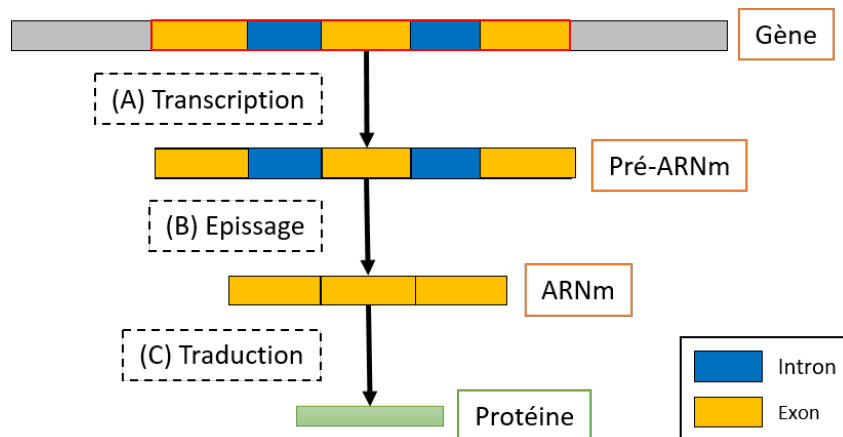 Gène
(A) Transcription
Pré-ARNm
(B) Epissage
ARNm
(C) Traduction
Intron
Protéine
Exon